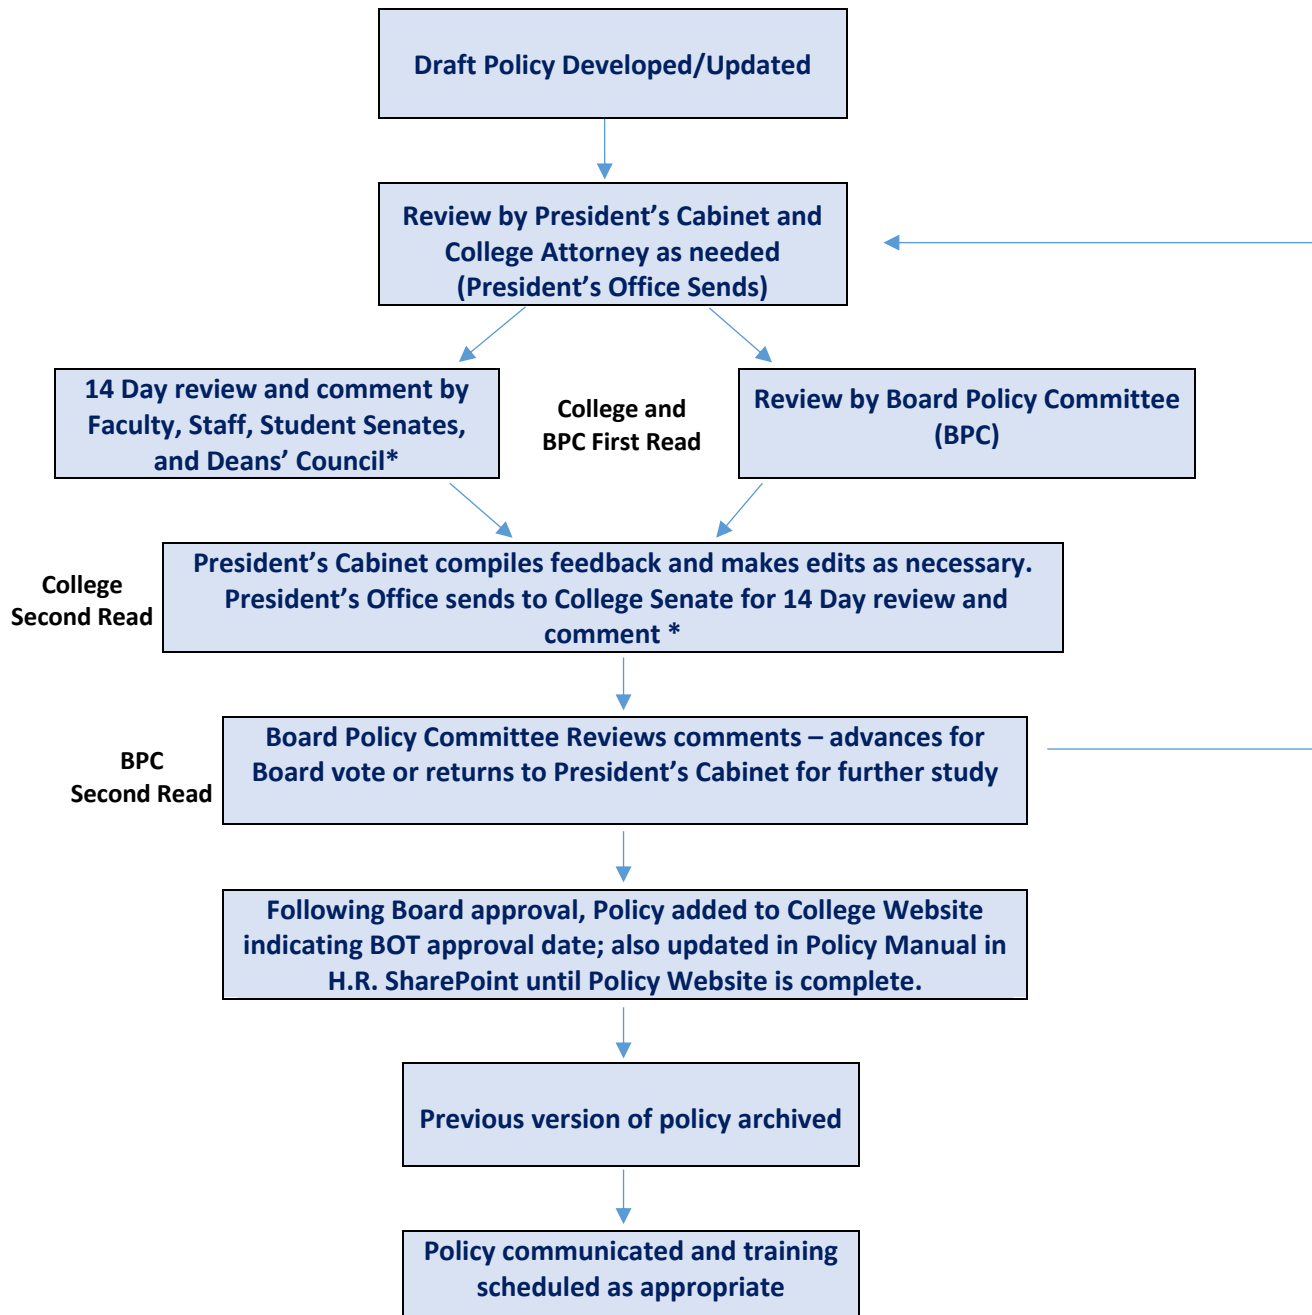 Draft Policy Developed/Updated
Review by President’s Cabinet and
College Attorney as needed
(President’s Office Sends)
14 Day review and comment by
Faculty, Staff, Student Senates,
and Deans’ Council*
College and
BPC First Read
Review by Board Policy Committee
(BPC)
College
Second Read
President’s Cabinet compiles feedback and makes edits as necessary.
President’s Office sends to College Senate for 14 Day review and
comment *
BPC
Second Read
Board Policy Committee Reviews comments – advances for
Board vote or returns to President’s Cabinet for further study
Following Board approval, Policy added to College Website
indicating BOT approval date; also updated in Policy Manual in
H.R. SharePoint until Policy Website is complete.
Previous version of policy archived
Policy communicated and training
scheduled as appropriate